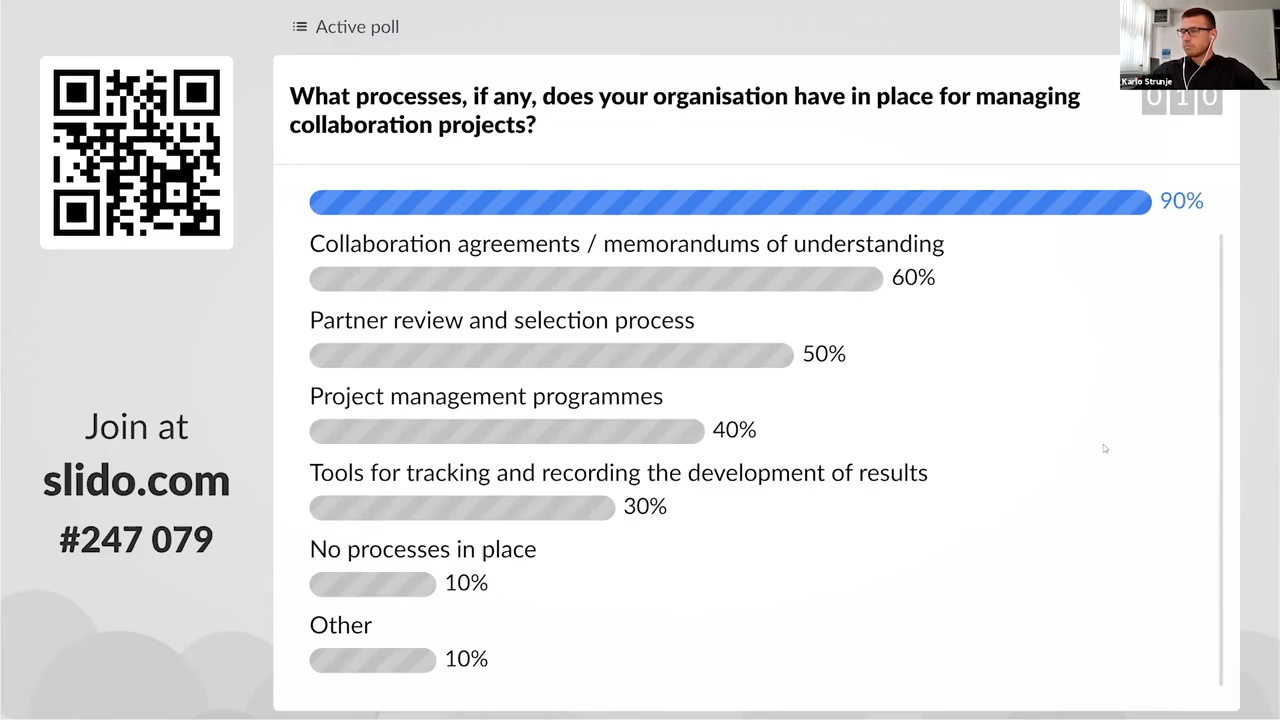 Active poll
Karlo Strunje
What processes, if any, does your organisation have in place for managing
collaboration projects?
0 1 0
90%
Collaboration agreements / memorandums of understanding
60%
Partner review and selection process
50%
Project management programmes
40%
Tools for tracking and recording the development of results
30%
No processes in place
10%
Other
10%
Join at
slido.com
#247 079